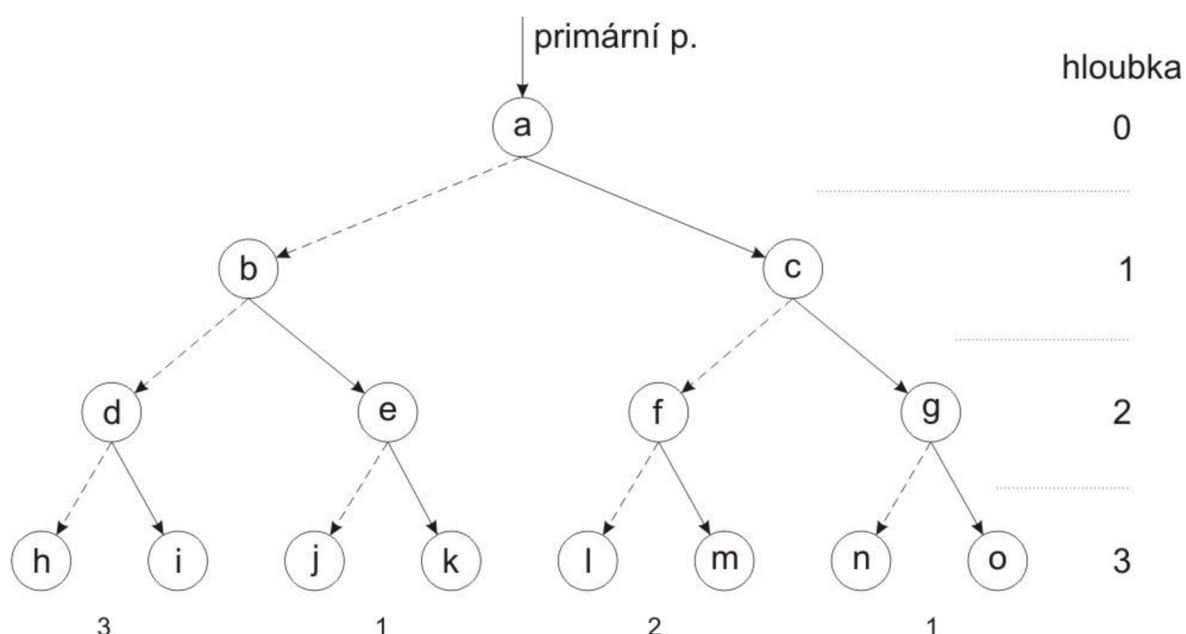 primární p.
hloubka
a 0
b c 1
d e f g 2
h i j k l m n o 3
3 1 2 1